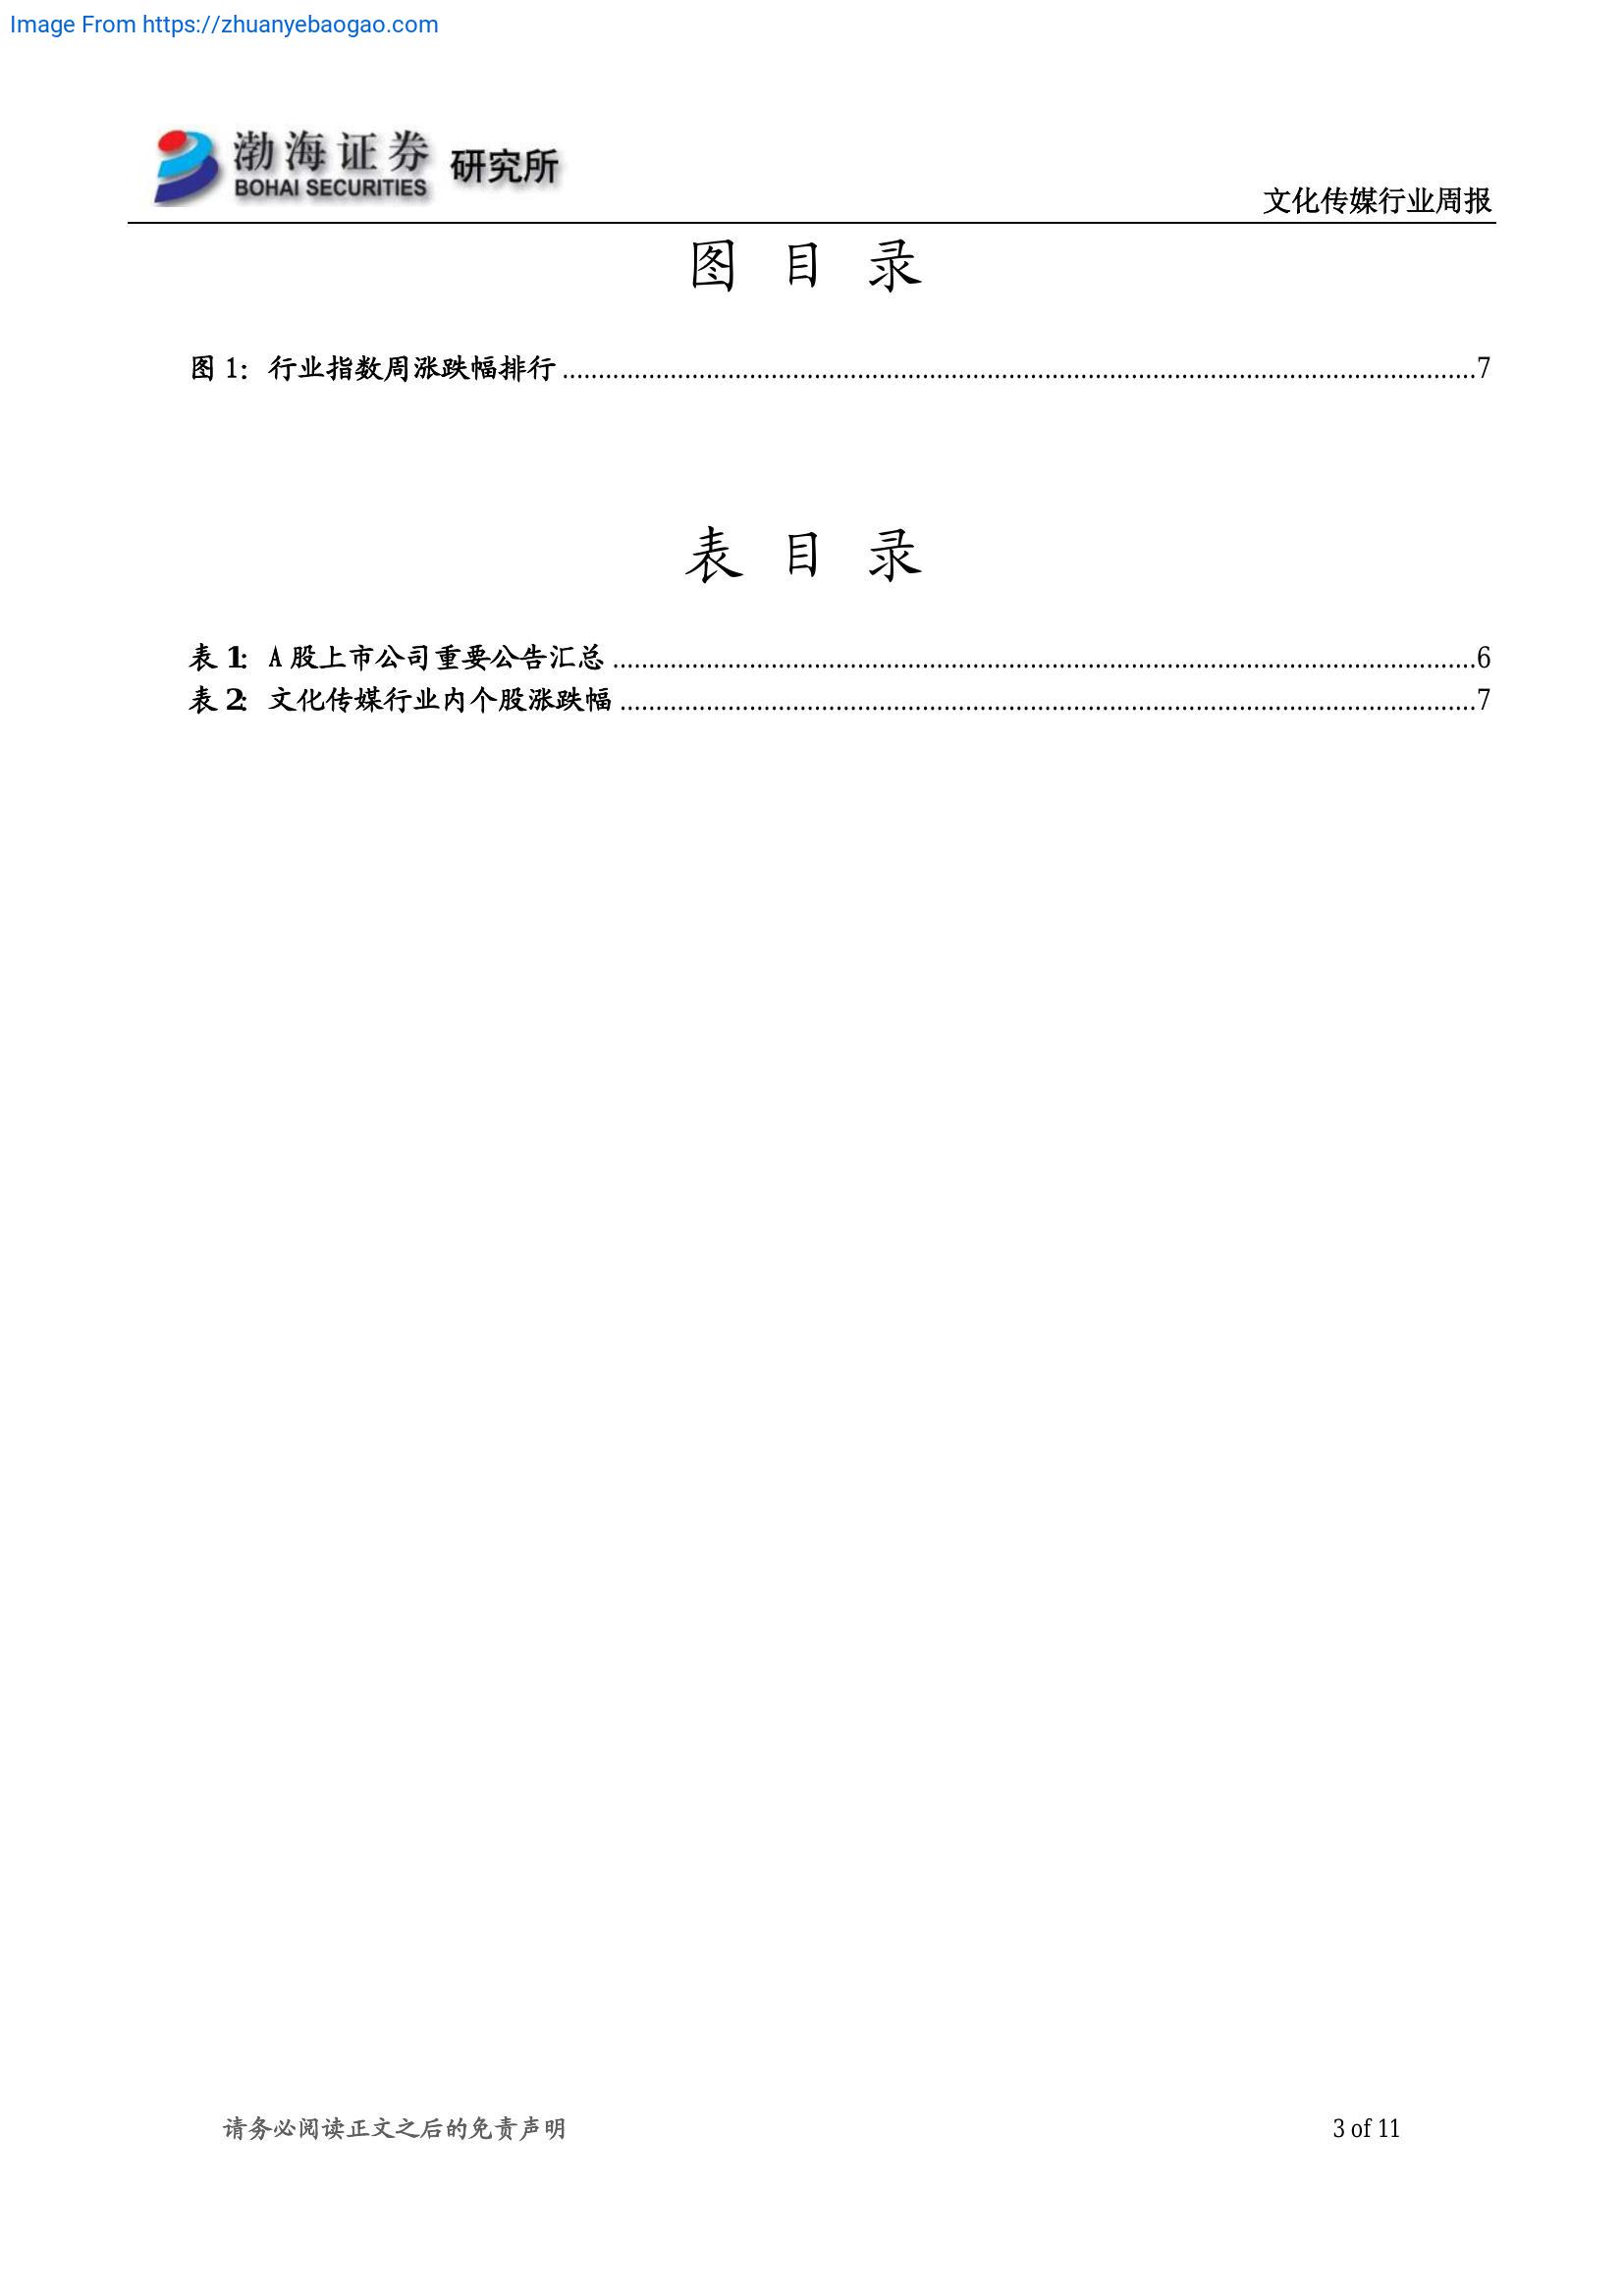 Image From https://zhuanyebaogao.com
渤海证券 研究所
BOHAI SECURITIES
文化传媒行业周报
图 目 录
图 1：行业指数周涨跌幅排行................................................................................................................................7
表 目 录
表 1：A 股上市公司重要公告汇总........................................................................................................................6
表 2：文化传媒行业内个股涨跌幅.......................................................................................................................7
请务必阅读正文之后的免责声明
3 of 11